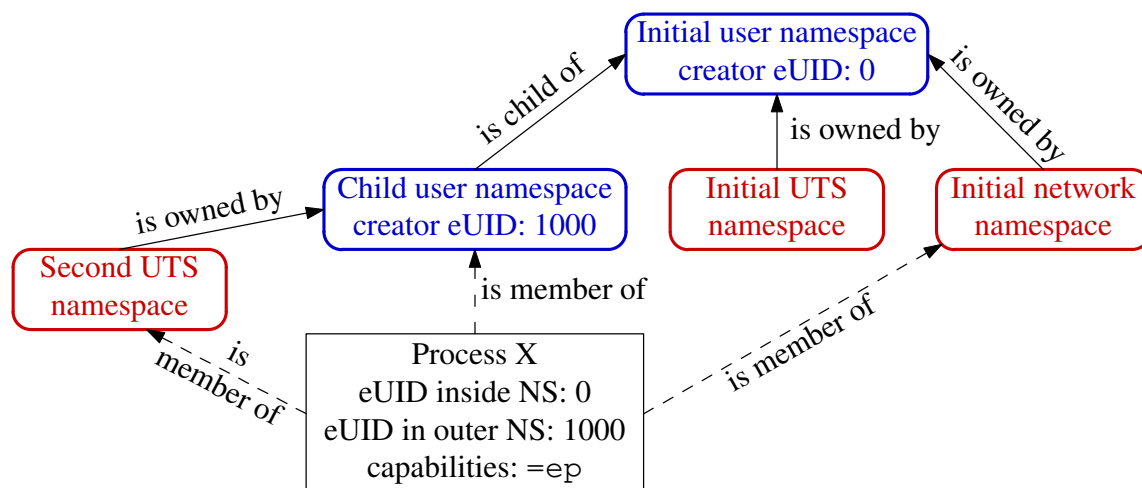 Initial user namespace
creator eUID: 0
is child of
is owned by
is owned by
Child user namespace
creator eUID: 1000
Initial UTS
namespace
Initial network
namespace
is owned by
Second UTS
namespace
is member of
is
member of
is member of
Process X
eUID inside NS: 0
eUID in outer NS: 1000
capabilities: =ep